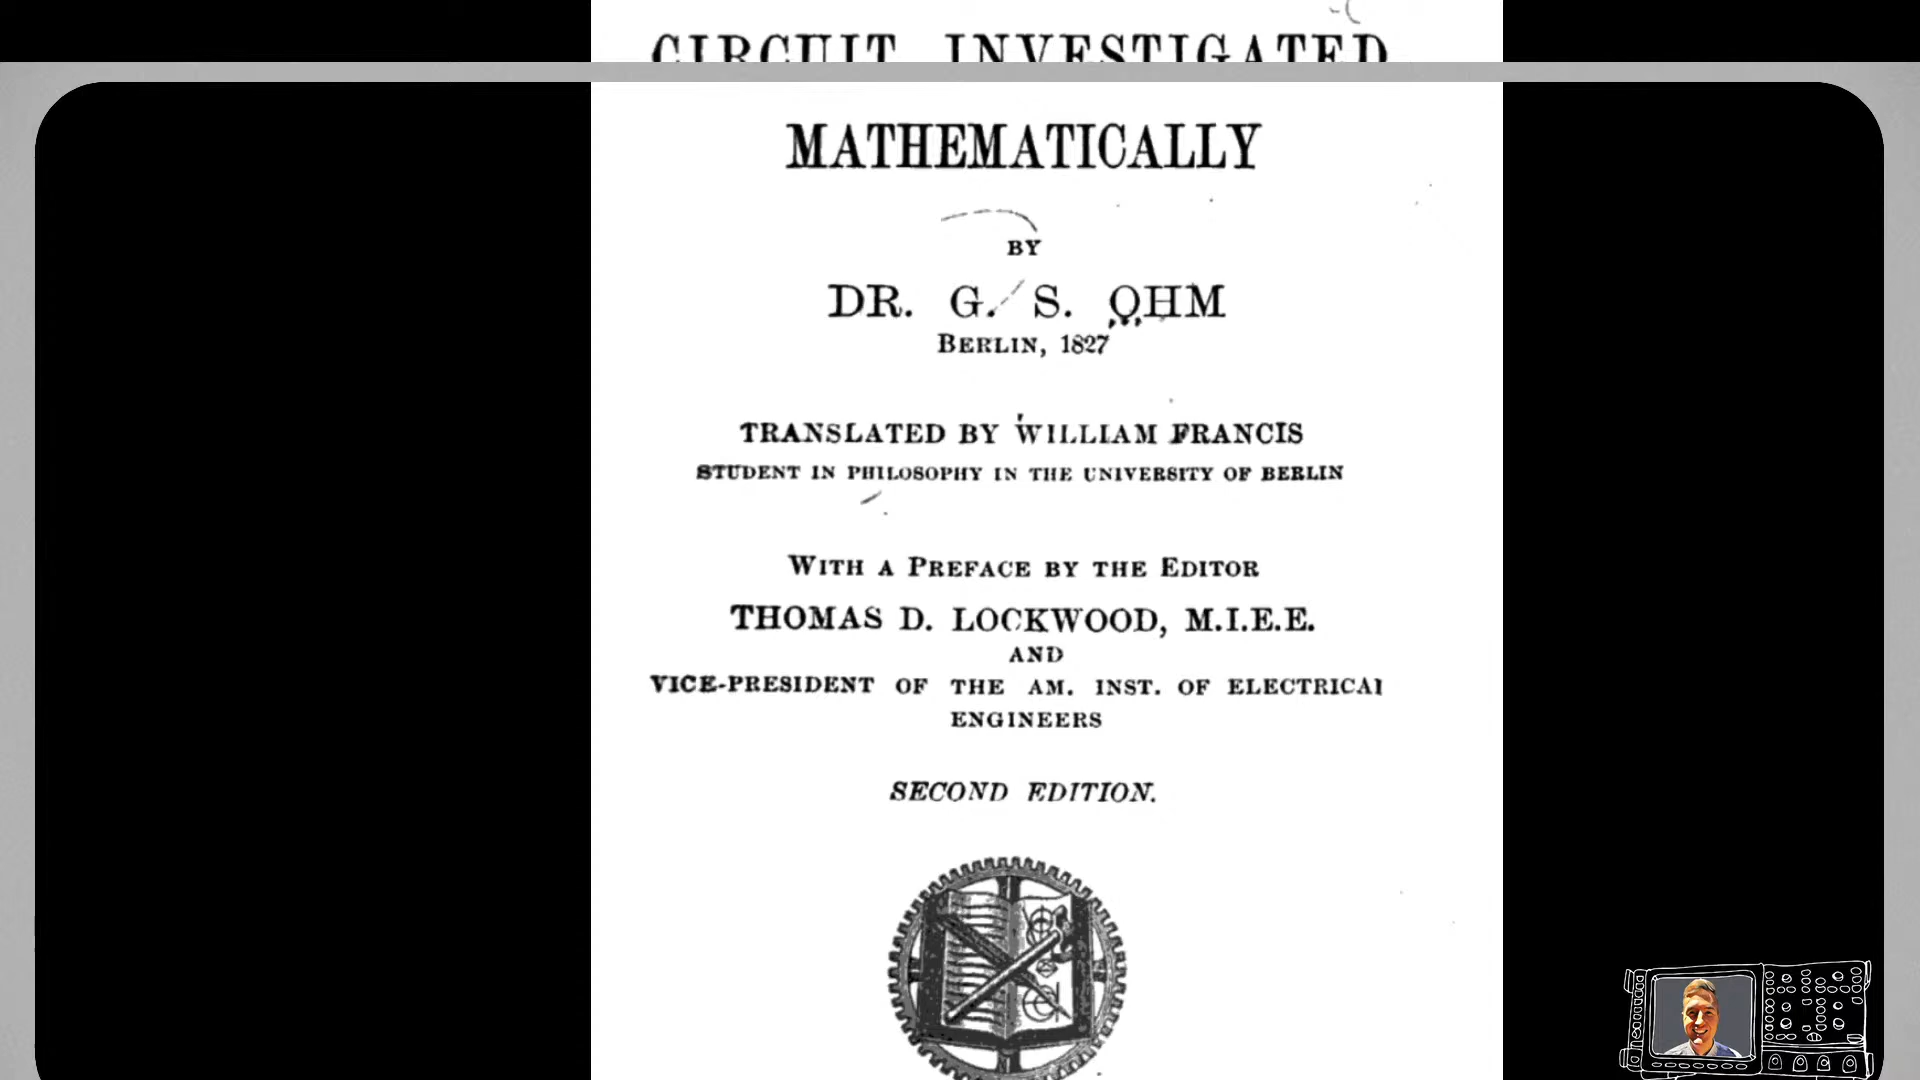 CIRCUIT INVESTIGATED
MATHEMATICALLY
BY
DR. G. S. OHM
BERLIN, 1827
TRANSLATED BY WILLIAM FRANCIS
STUDENT IN PHILOSOPHY IN THE UNIVERSITY OF BERLIN
WITH A PREFACE BY THE EDITOR
THOMAS D. LOCKWOOD, M.I.E.E.
AND
VICE-PRESIDENT OF THE AM. INST. OF ELECTRICAL
ENGINEERS
SECOND EDITION.